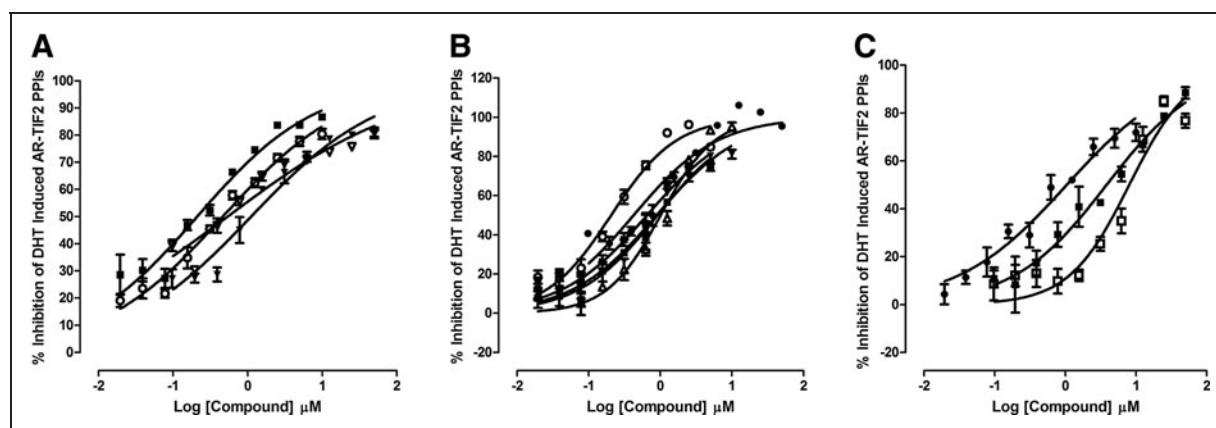 A
% Inhibition of DHT Induced AR-TIF2 PPIs
100
90
80
70
60
50
40
30
20
10
0
-2 -1 0 1 2
Log [Compound] μM
B
% Inhibition of DHT Induced AR-TIF2 PPIs
120
100
80
60
40
20
0
-20
-2 -1 0 1 2
Log [Compound] μM
C
% Inhibition of DHT Induced AR-TIF2 PPIs
100
80
60
40
20
0
-20
-2 -1 0 1 2
Log [Compound] μM